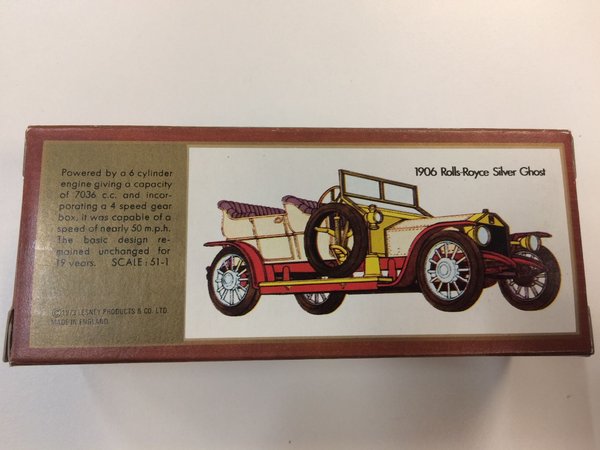 Powered by a 6 cylinder
engine giving a capacity
of 7036 c.c. and incor-
porating a 4 speed gear
box, it was capable of a
speed of nearly 50 m.p.h.
The basic design re-
mained unchanged for
19 years. SCALE : 51-1
©1973 LESNEY PRODUCTS & CO. LTD.
MADE IN ENGLAND
1906 Rolls-Royce Silver Ghost